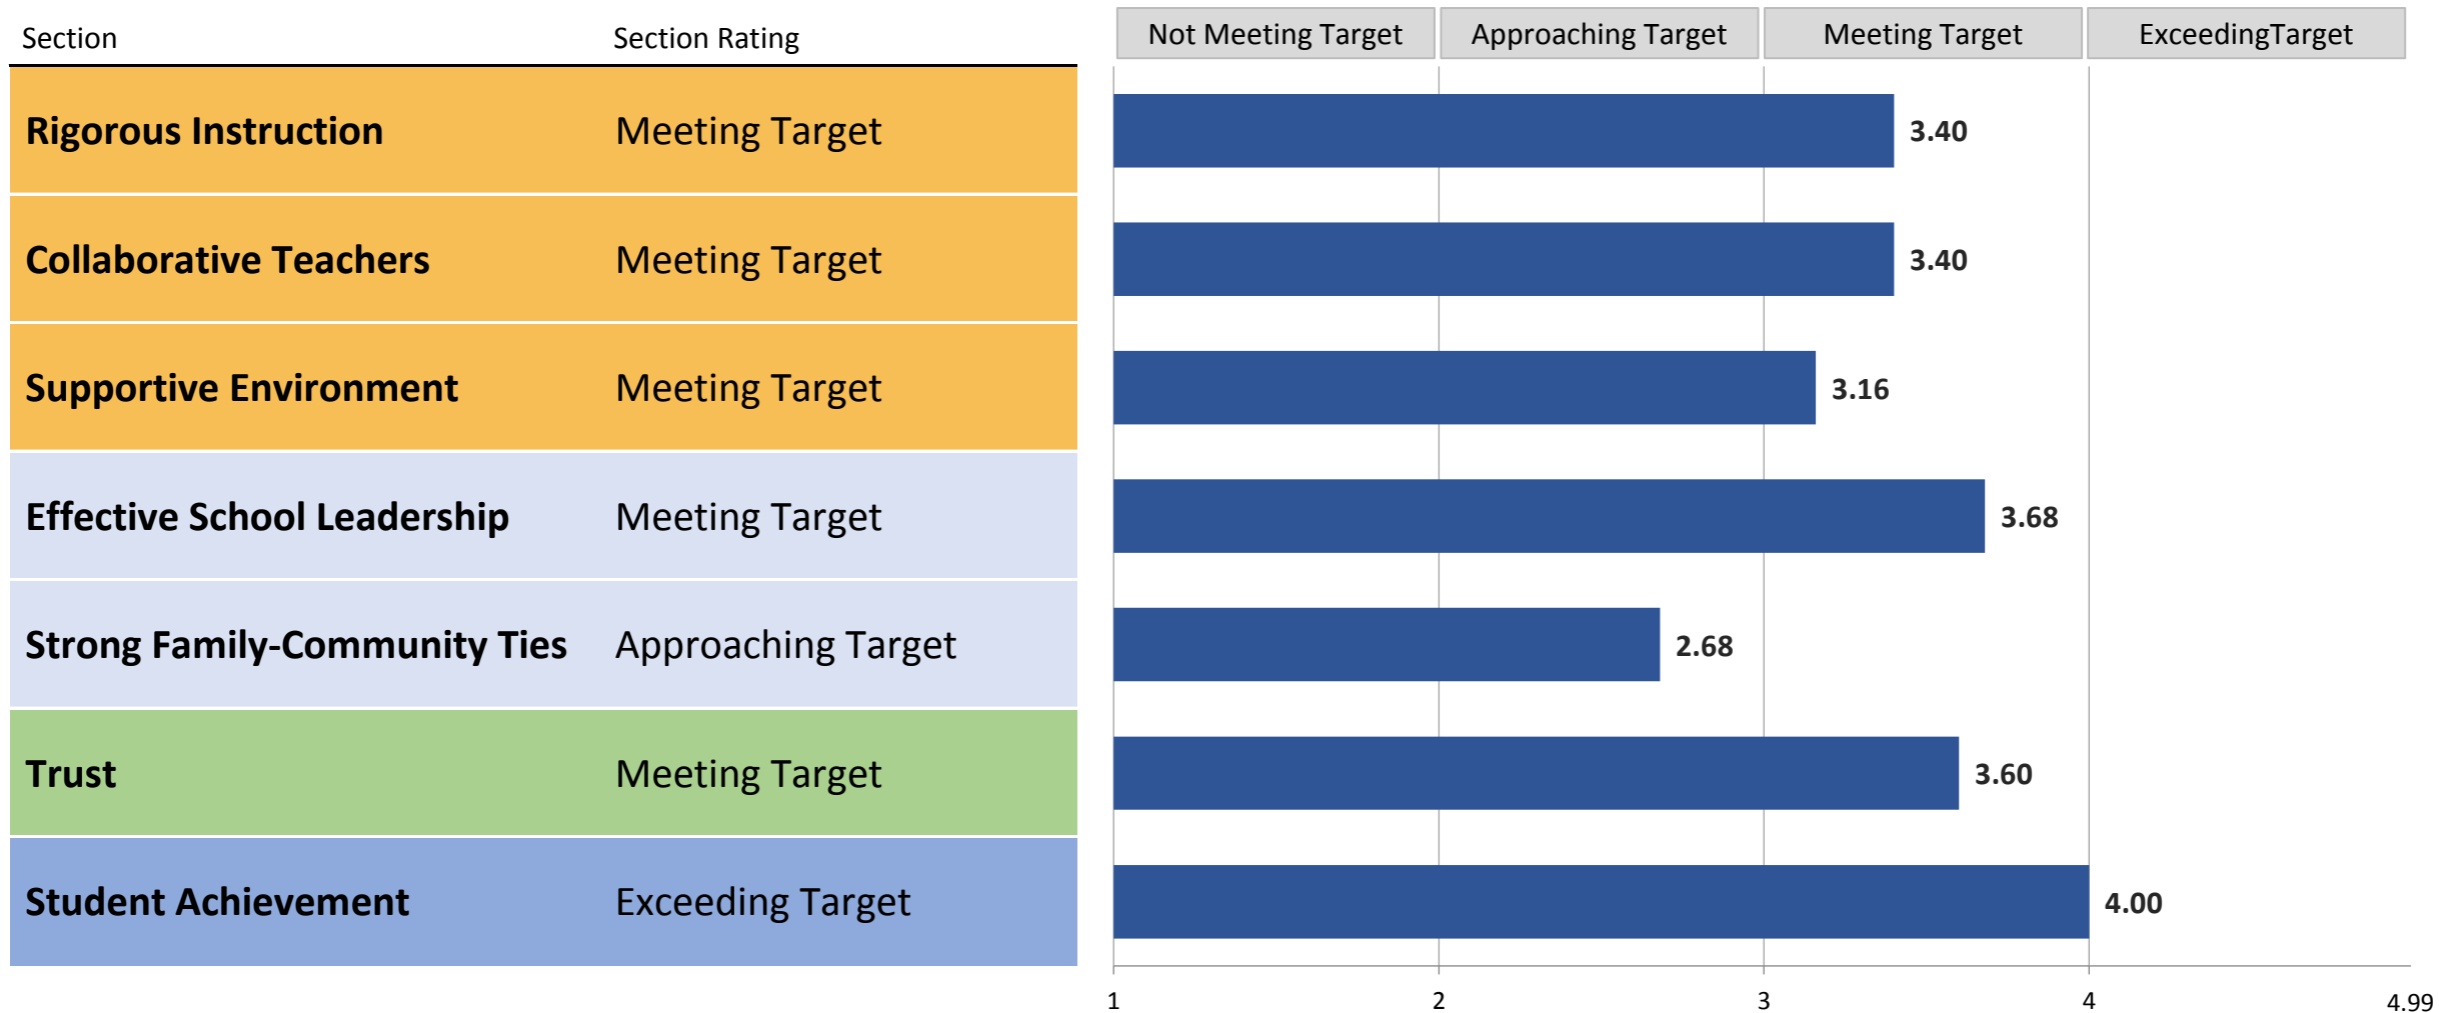 Section Section Rating Not Meeting Target Approaching Target Meeting Target ExceedingTarget
Rigorous Instruction Meeting Target 3.40
Collaborative Teachers Meeting Target 3.40
Supportive Environment Meeting Target 3.16
Effective School Leadership Meeting Target 3.68
Strong Family-Community Ties Approaching Target 2.68
Trust Meeting Target 3.60
Student Achievement Exceeding Target 4.00
1 2 3 4 4.99